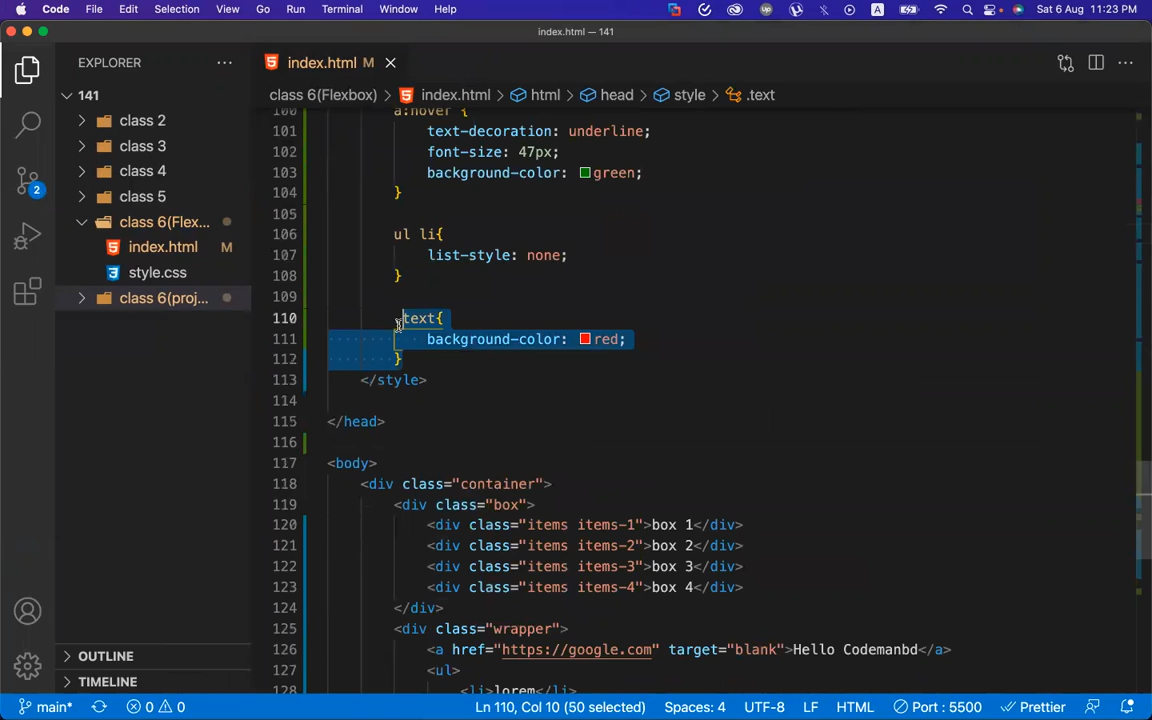 Code File Edit Selection View Go Run Terminal Window Help
Up A Sat 6 Aug 11:23 PM
index.html — 141
EXPLORER
141
class 2
class 3
class 4
class 5
class 6(Flex...
index.html M
style.css
class 6(proj...
OUTLINE
TIMELINE
2
index.html M
class 6(Flexbox) > index.html > html > head > style > .text
100 a:hover {
101 text-decoration: underline;
102 font-size: 47px;
103 background-color: green;
104 }
105
106 ul li{
107 list-style: none;
108 }
109
110 text{
111 background-color: red;
112 }
113 </style>
114
115 </head>
116
117 <body>
118 <div class="container">
119 <div class="box">
120 <div class="items items-1">box 1</div>
121 <div class="items items-2">box 2</div>
122 <div class="items items-3">box 3</div>
123 <div class="items items-4">box 4</div>
124 </div>
125 <div class="wrapper">
126 <a href="https://google.com" target="blank">Hello Codemanbd</a>
127 <ul>
128 <li>lorem</li>
main* 0 0 Ln 110, Col 10 (50 selected) Spaces: 4 UTF-8 LF HTML Port : 5500 Prettier